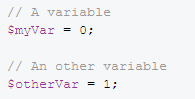 // A variable
$myVar = 0;
// An other variable
$otherVar = 1;